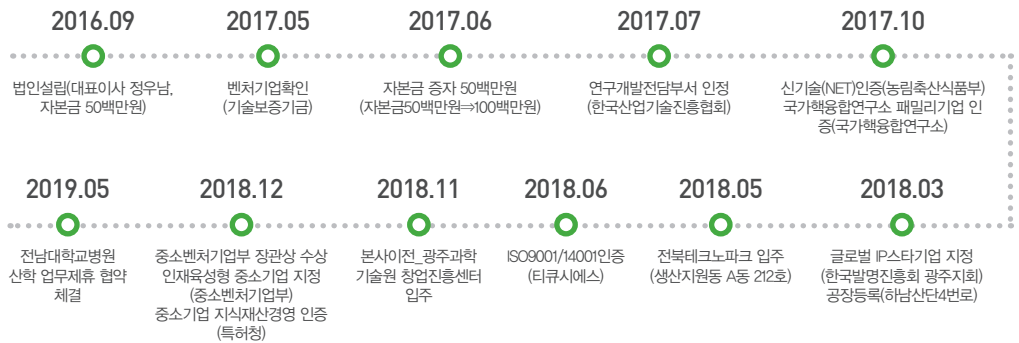 2016.09
법인설립(대표이사 정우남,
자본금 50백만원)
2017.05
벤처기업확인
(기술보증기금)
2017.06
자본금 증자 50백만원
(자본금50백만원⇒100백만원)
2017.07
연구개발전담부서 인정
(한국산업기술진흥협회)
2017.10
신기술(NET)인증(농림축산식품부)
국가핵융합연구소 패밀리기업 인
증(국가핵융합연구소)
2018.03
글로벌 IP스타기업 지정
(한국발명진흥회 광주지회)
공장등록(하남산단4번로)
2018.05
전북테크노파크 입주
(생산지원동 A동 212호)
2018.06
ISO9001/14001인증
(티큐시에스)
2018.11
본사이전_광주과학
기술원 창업진흥센터
입주
2018.12
중소벤처기업부 장관상 수상
인재육성형 중소기업 지정
(중소벤처기업부)
중소기업 지식재산경영 인증
(특허청)
2019.05
전남대학교병원
산학 업무제휴 협약
체결